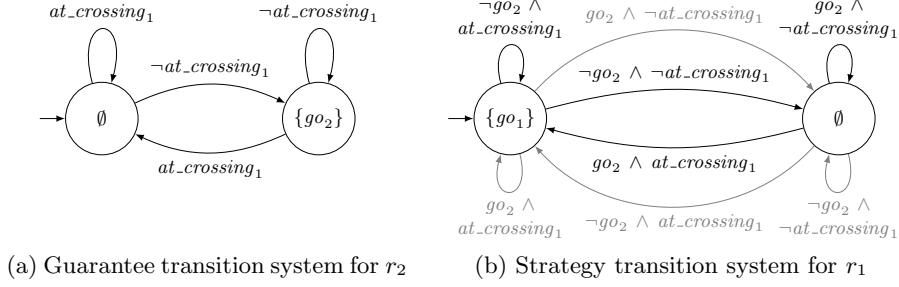 at_crossing₁
¬at_crossing₁
¬at_crossing₁
∅
{go₂}
at_crossing₁
(a) Guarantee transition system for r₂
¬go₂ ∧
at_crossing₁
go₂ ∧ ¬at_crossing₁
go₂ ∧
¬at_crossing₁
¬go₂ ∧ ¬at_crossing₁
{go₁}
∅
go₂ ∧ at_crossing₁
go₂ ∧
at_crossing₁
¬go₂ ∧ at_crossing₁
¬go₂ ∧
¬at_crossing₁
(b) Strategy transition system for r₁